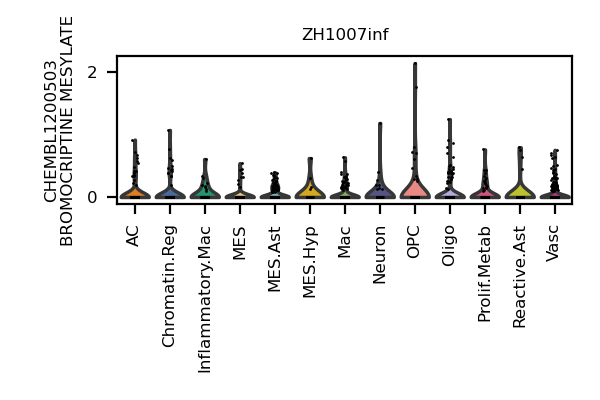 ZH1007inf
CHEMBL1200503
BROMOCRIPTINE MESYLATE
2
0
AC
Chromatin.Reg
Inflammatory.Mac
MES
MES.Ast
MES.Hyp
Mac
Neuron
OPC
Oligo
Prolif.Metab
Reactive.Ast
Vasc